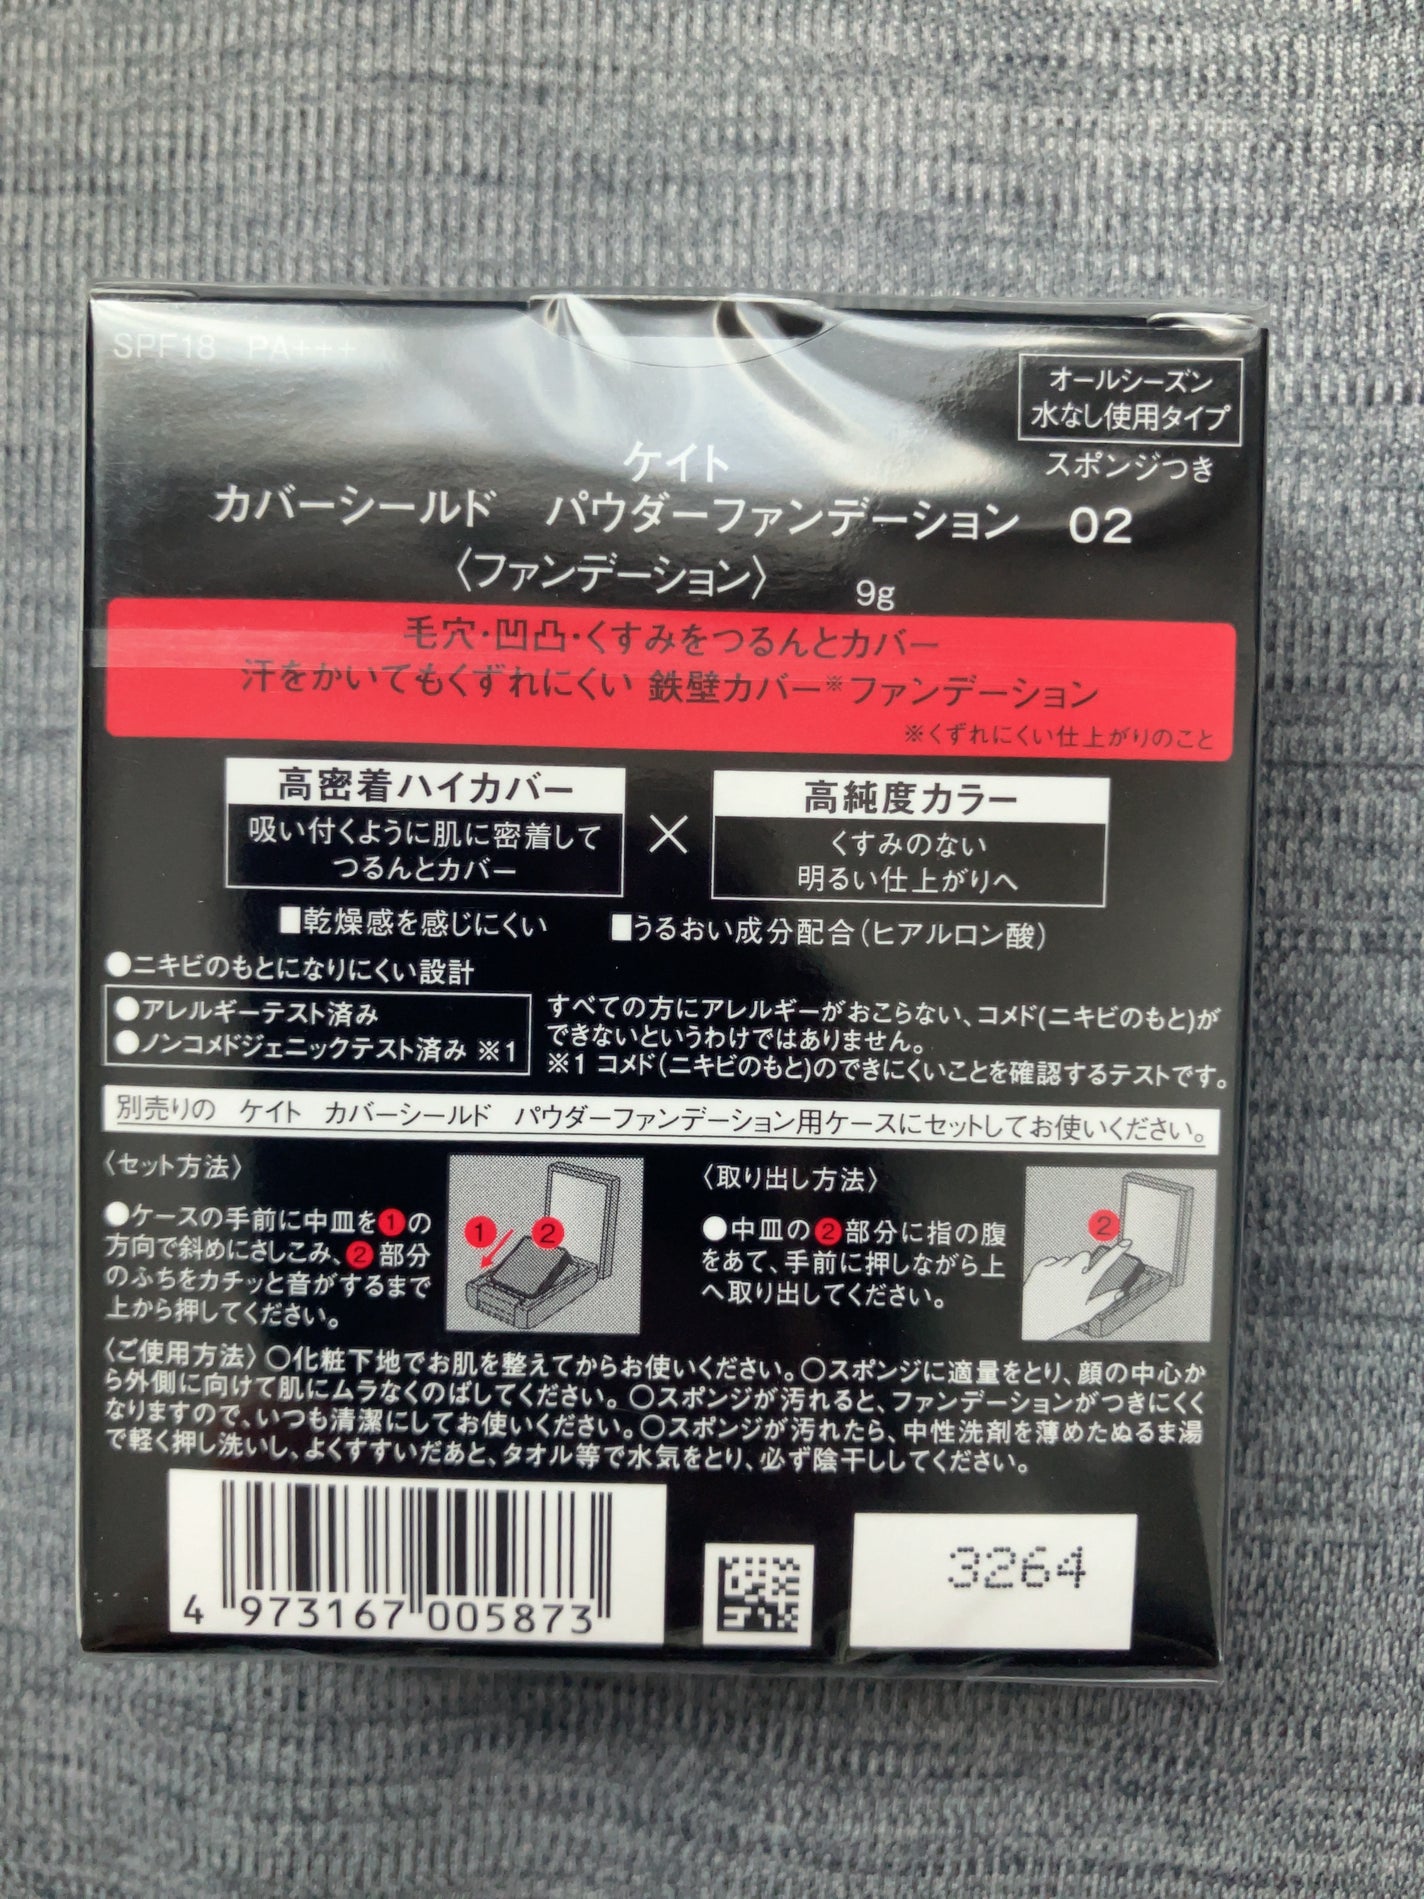 SPF18 PA+++
オールシーズン
水なし使用タイプ
スポンジつき
ケイト
カバーシールド パウダーファンデーション 02
〈ファンデーション〉 9g
毛穴・凹凸・くすみをつるんとカバー
汗をかいてもくずれにくい 鉄壁カバー※ファンデーション
※くずれにくい仕上がりのこと
高密着ハイカバー
吸い付くように肌に密着して
つるんとカバー
×
高純度カラー
くすみのない
明るい仕上がりへ
■乾燥感を感じにくい ■うるおい成分配合(ヒアルロン酸)
●ニキビのもとになりにくい設計
●アレルギーテスト済み
●ノンコメドジェニックテスト済み ※1
すべての方にアレルギーがおこらない、コメド(ニキビのもと)が
できないというわけではありません。
※1 コメド(ニキビのもと)のできにくいことを確認するテストです。
別売りの ケイト カバーシールド パウダーファンデーション用ケースにセットしてお使いください。
〈セット方法〉
●ケースの手前に中皿を1の
方向で斜めにさしこみ、2部分
のふちをカチッと音がするまで
上から押してください。
1 2
〈取り出し方法〉
●中皿の2部分に指の腹
をあて、手前に押しながら上
へ取り出してください。
2
〈ご使用方法〉○化粧下地でお肌を整えてからお使いください。○スポンジに適量をとり、顔の中心か
ら外側に向けて肌にムラなくのばしてください。○スポンジが汚れると、ファンデーションがつきにくく
なりますので、いつも清潔にしてお使いください。○スポンジが汚れたら、中性洗剤を薄めたぬるま湯
で軽く押し洗いし、よくすすいだあと、タオル等で水気をとり、必ず陰干ししてください。
4 973167 005873
3264